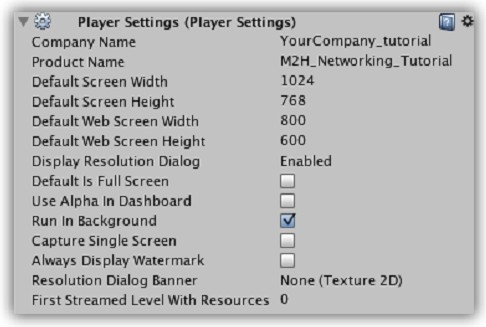 Player Settings (Player Settings)
Company Name YourCompany_tutorial
Product Name M2H_Networking_Tutorial
Default Screen Width 1024
Default Screen Height 768
Default Web Screen Width 800
Default Web Screen Height 600
Display Resolution Dialog Enabled
Default Is Full Screen
Use Alpha In Dashboard
Run In Background
Capture Single Screen
Always Display Watermark
Resolution Dialog Banner None (Texture 2D)
First Streamed Level With Resources 0